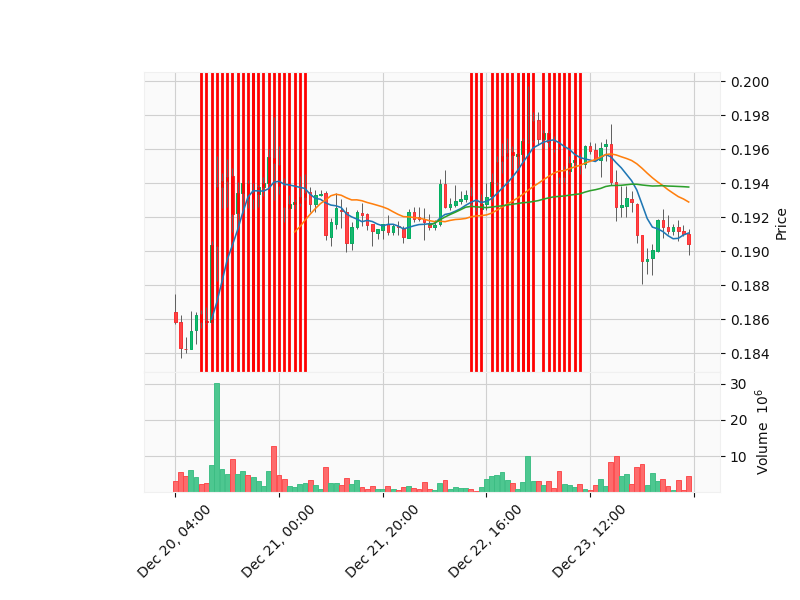 0.200
0.198
0.196
0.194
0.192
0.190
0.188
0.186
0.184
Price
30
20
10
Volume 10⁶
Dec 20, 04:00
Dec 21, 00:00
Dec 21, 20:00
Dec 22, 16:00
Dec 23, 12:00